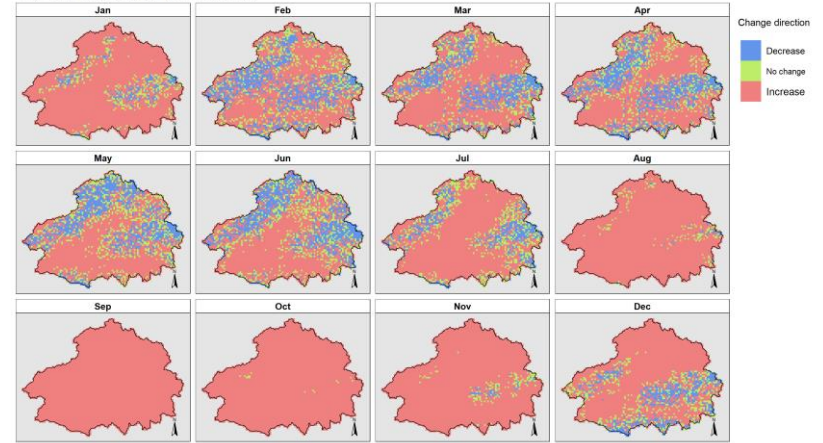 Jan
Feb
Mar
Apr
Change direction
Decrease
No change
Increase
May
Jun
Jul
Aug
Sep
Oct
Nov
Dec